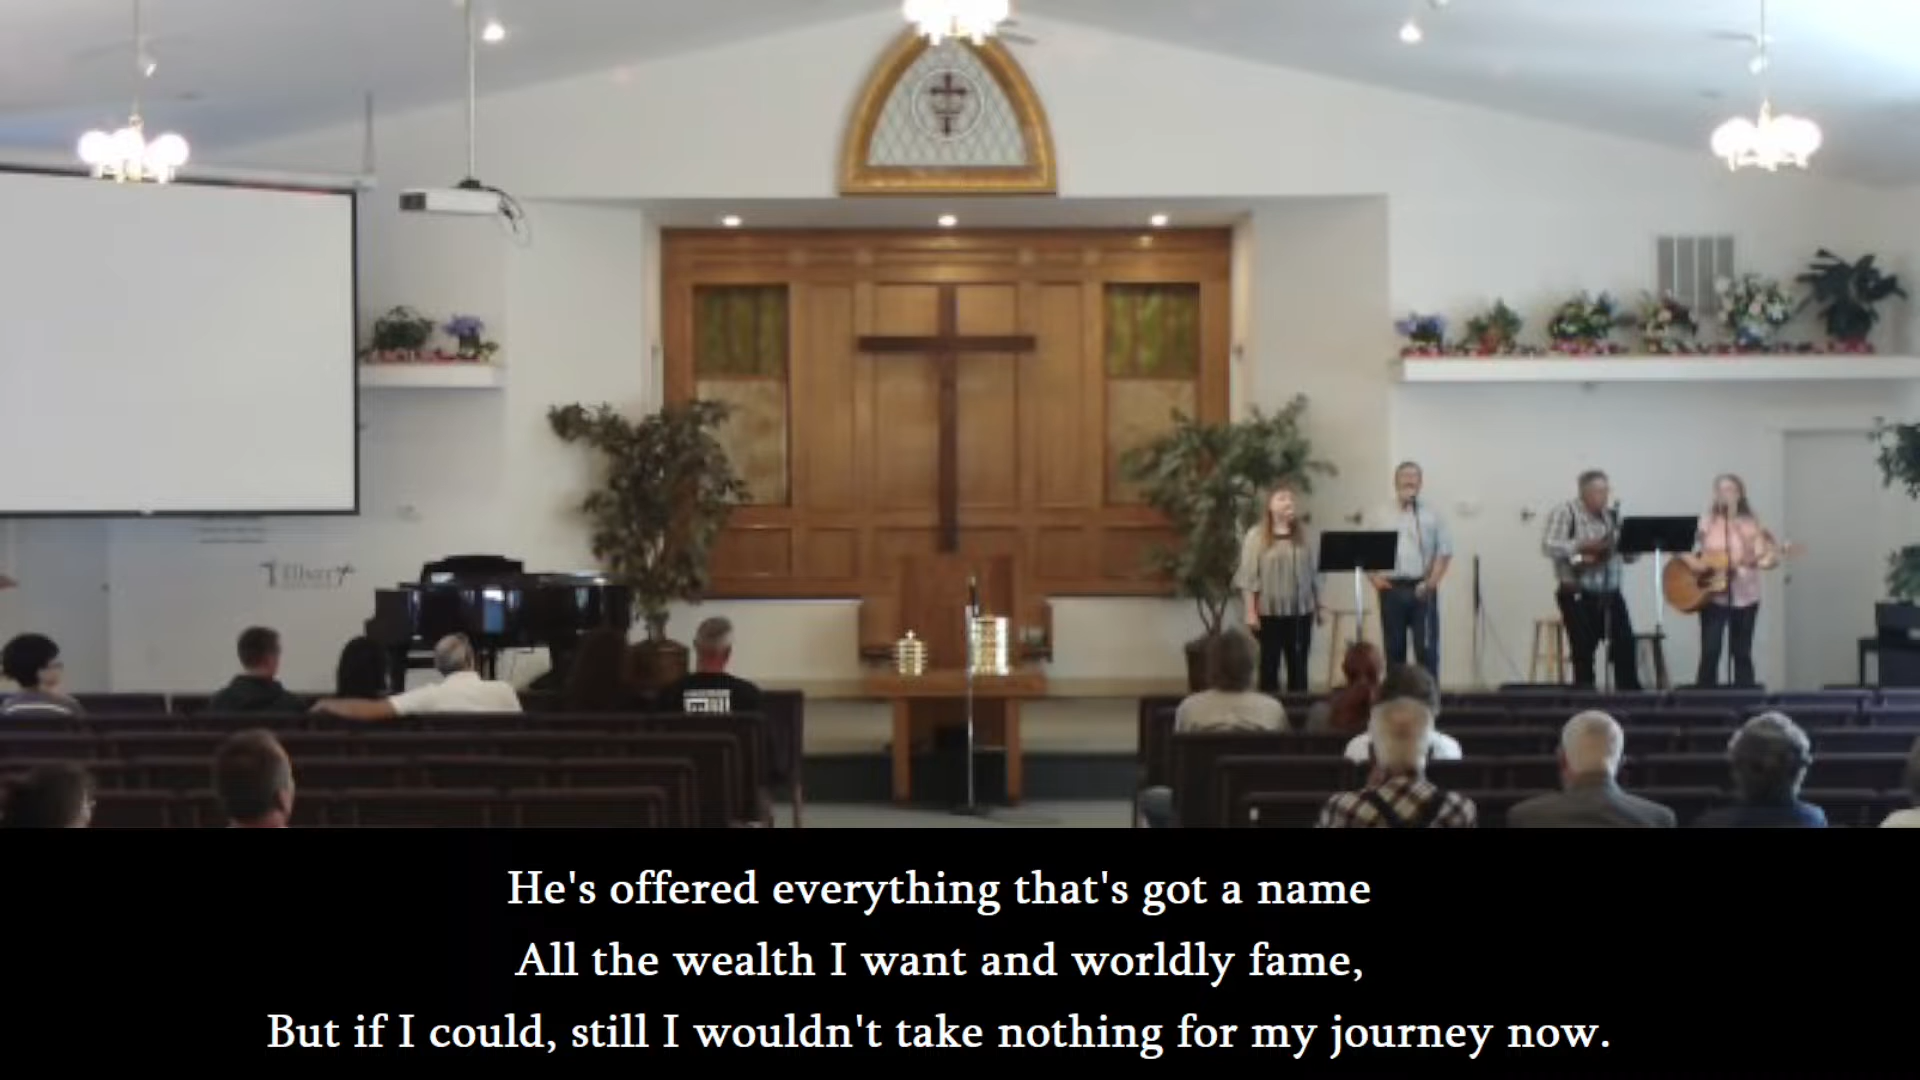 He's offered everything that's got a name
All the wealth I want and worldly fame,
But if I could, still I wouldn't take nothing for my journey now.